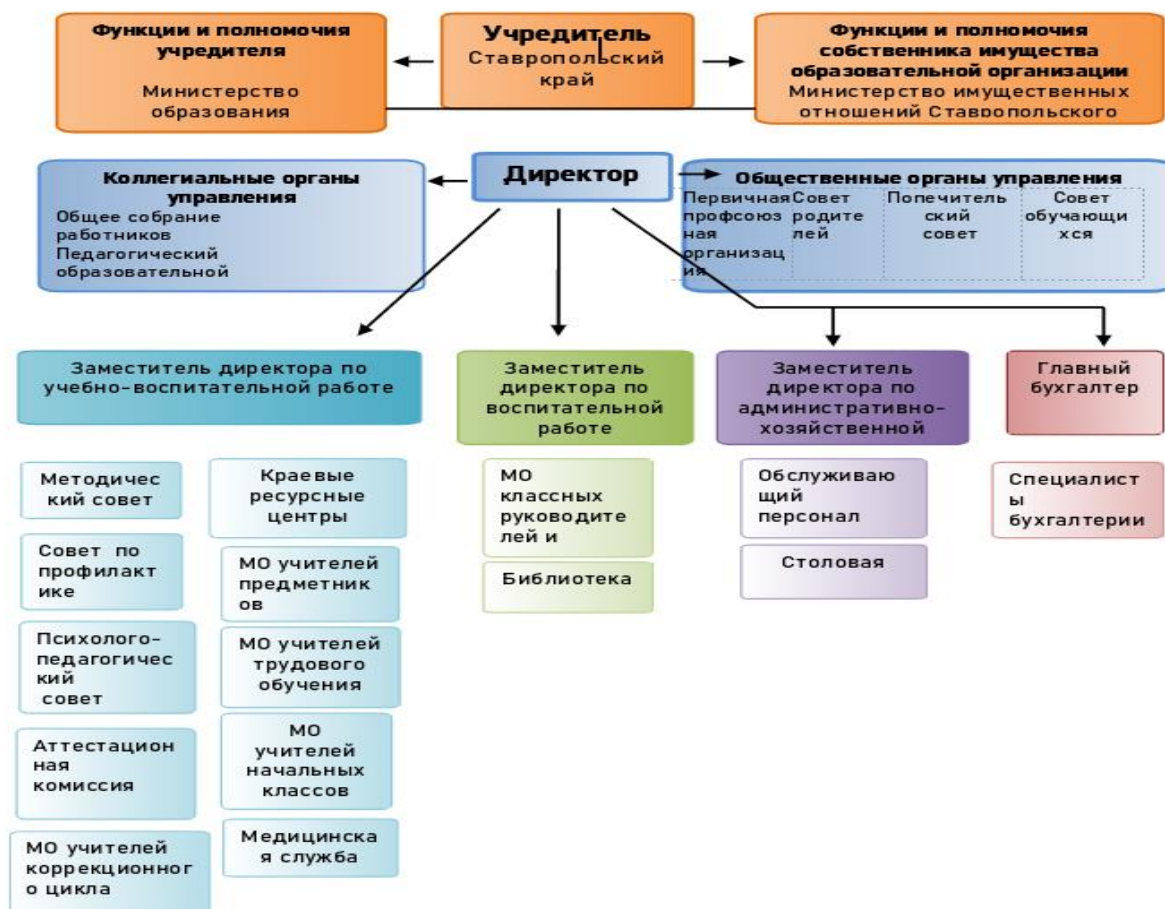 Функции и полномочия
учредителя
Министерство
образования
Учредитель
Ставропольский
край
Функции и полномочия
собственника имущества
образовательной организации
Министерство имущественных
отношений Ставропольского
Коллегиальные органы
управления
Общее собрание
работников
Педагогический
образовательной
Директор
Общественные органы управления
Первичная
профсоюз
ная
организац
ия
Совет
родите
лей
Попечитель
ский
совет
Совет
обучающи
хся
Заместитель директора по
учебно-воспитательной работе
Заместитель
директора по
воспитательной
работе
Заместитель
директора по
административно-
хозяйственной
Главный
бухгалтер
Методичес
кий совет
Совет по
профилакт
ике
Психолого-
педагогичес
кий
совет
Аттестацион
ная
комиссия
МО учителей
коррекционног
о цикла
Краевые
ресурсные
центры
МО учителей
предметник
ов
МО учителей
трудового
обучения
МО
учителей
начальных
классов
Медицинска
я служба
МО
классных
руководите
лей и
Библиотека
Обслуживаю
щий
персонал
Столовая
Специалист
ы
бухгалтерии